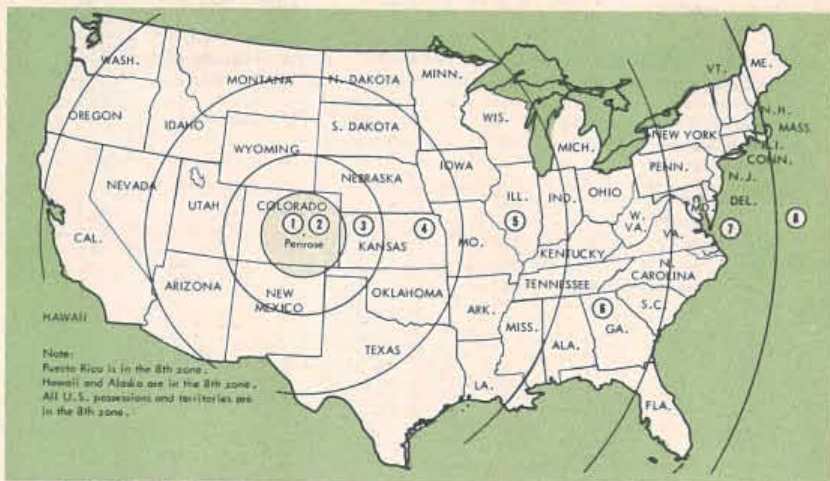 WASH.
MONTANA
N. DAKOTA
MINN.
VT.
ME.
OREGON
IDAHO
S. DAKOTA
WIS.
MICH.
N.H.
NEW YORK
MASS.
R.I.
CONN.
WYOMING
NEVADA
UTAH
COLORADO
NEBRASKA
IOWA
ILL.
IND.
OHIO
PENN.
N.J.
DEL.
MD.
1
2
3
4
5
7
8
Penrose
KANSAS
MO.
W.
VA.
VA.
KENTUCKY
CAL.
ARIZONA
NEW
MEXICO
OKLAHOMA
ARK.
TENNESSEE
N.
CAROLINA
S.C.
6
GA.
HAWAII
TEXAS
MISS.
ALA.
LA.
FLA.
Note:
Puerto Rico is in the 8th zone.
Hawaii and Alaska are in the 8th zone.
All U.S. possessions and territories are
in the 8th zone.